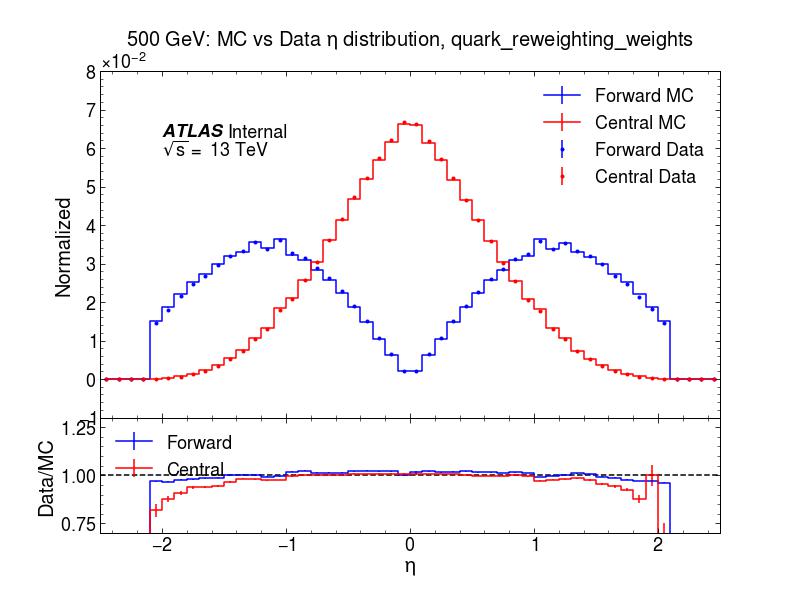 500 GeV: MC vs Data η distribution, quark_reweighting_weights
×10⁻²
8
7
6
5
4
3
2
1
0
−1
Normalized
ATLAS Internal
√s = 13 TeV
Forward MC
Central MC
Forward Data
Central Data
1.25
1.00
0.75
Data/MC
Forward
Central
−2 −1 0 1 2
η